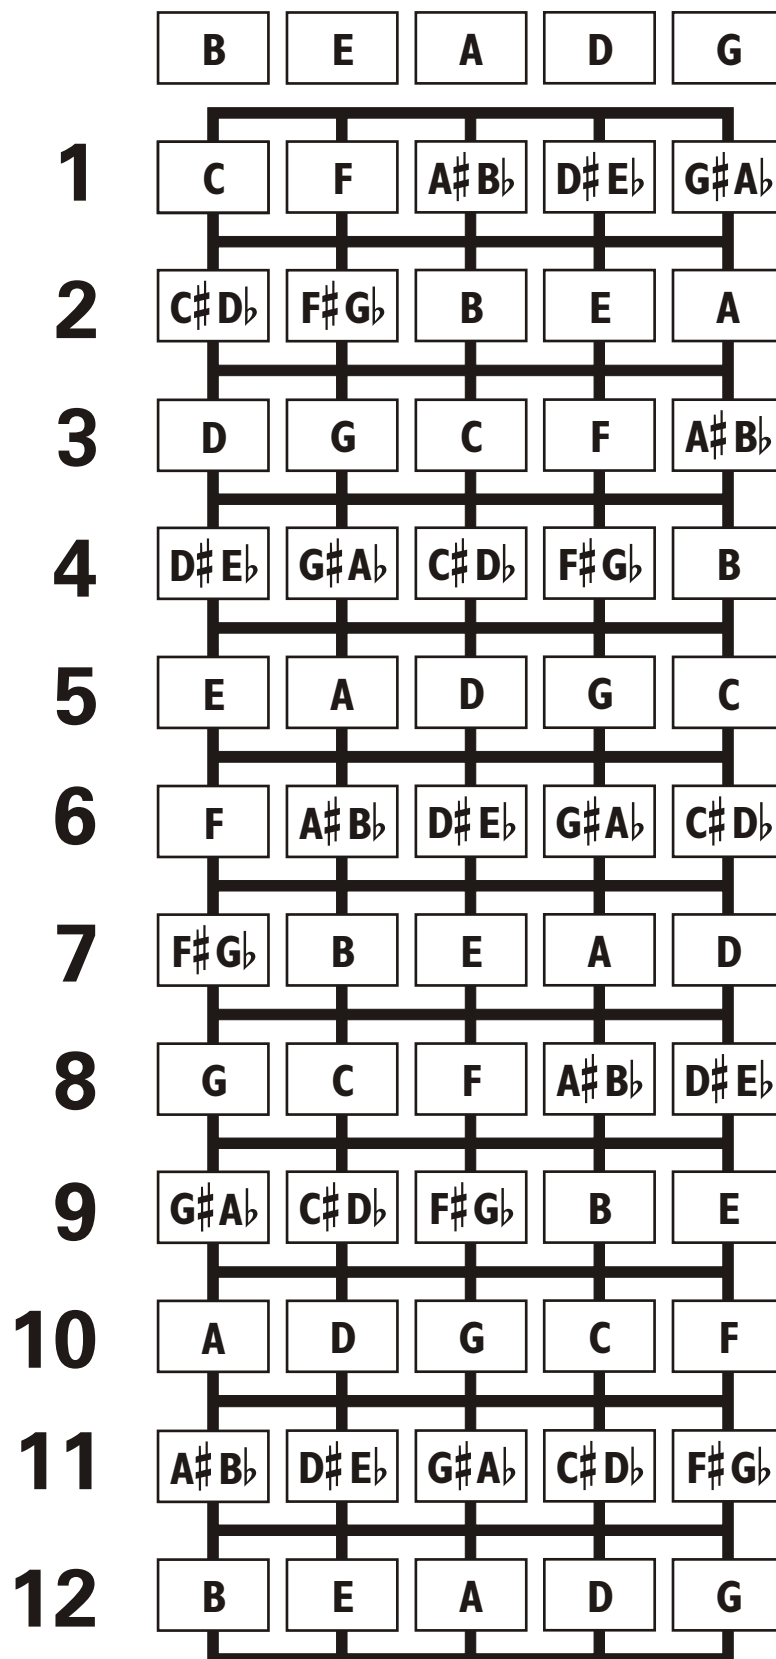 B E A D G
1 C F A♯B♭ D♯E♭ G♯A♭
2 C♯D♭ F♯G♭ B E A
3 D G C F A♯B♭
4 D♯E♭ G♯A♭ C♯D♭ F♯G♭ B
5 E A D G C
6 F A♯B♭ D♯E♭ G♯A♭ C♯D♭
7 F♯G♭ B E A D
8 G C F A♯B♭ D♯E♭
9 G♯A♭ C♯D♭ F♯G♭ B E
10 A D G C F
11 A♯B♭ D♯E♭ G♯A♭ C♯D♭ F♯G♭
12 B E A D G